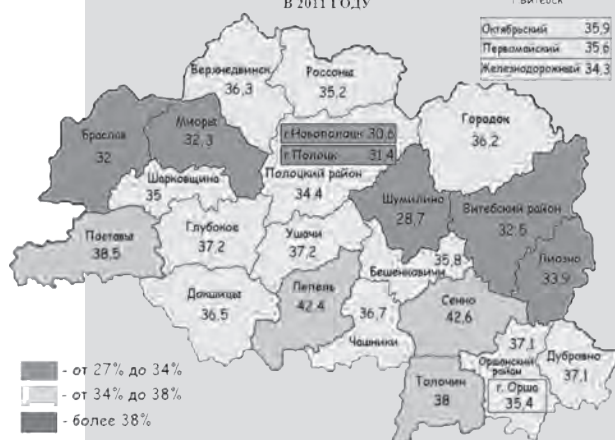 В 2011 ГОДУ
г Витебск
Октябрьский 35,9
Первомайский 35,6
Железнодорожный 34,3
Верхнедвинск
36,3
Россоны
35,2
Городок
36,2
Браслав
32
Миоры
32,3
г.Новополоцк 30,6
г Полоцк 31,4
Полоцкий район
34.4
Шарковщина
35
Шумилино
28,7
Витебский район
32.5
Лиозно
33,9
Поставы
38.5
Глубокое
37,2
Ушачи
37,2
Бешенковичи
35,8
Докшицы
36,5
Лепель
42.4
36,7
Чашники
Сенно
42,6
37,1
Оршанский
район
Дубровно
37,1
Толочин
38
г. Орша
35,4
- от 27% до 34%
- от 34% до 38%
- более 38%